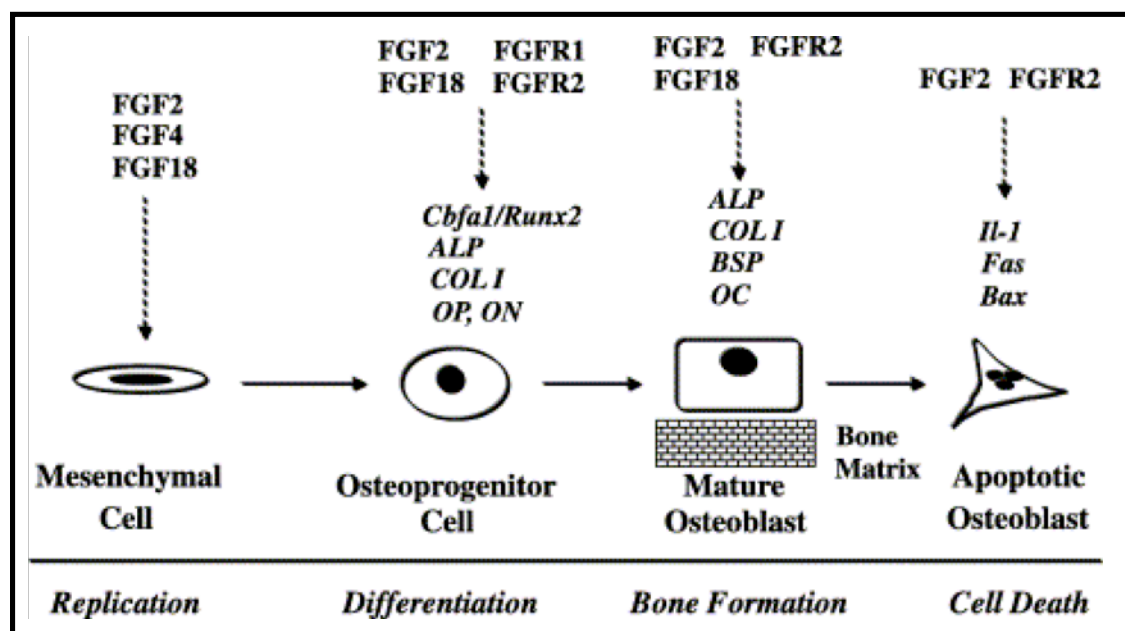 FGF2
FGF4
FGF18
FGF2 FGFR1
FGF18 FGFR2
Cbfa1/Runx2
ALP
COL I
OP, ON
FGF2 FGFR2
FGF18
ALP
COL I
BSP
OC
FGF2 FGFR2
Il-1
Fas
Bax
Mesenchymal
Cell
Osteoprogenitor
Cell
Mature
Osteoblast
Bone
Matrix
Apoptotic
Osteoblast
Replication
Differentiation
Bone Formation
Cell Death